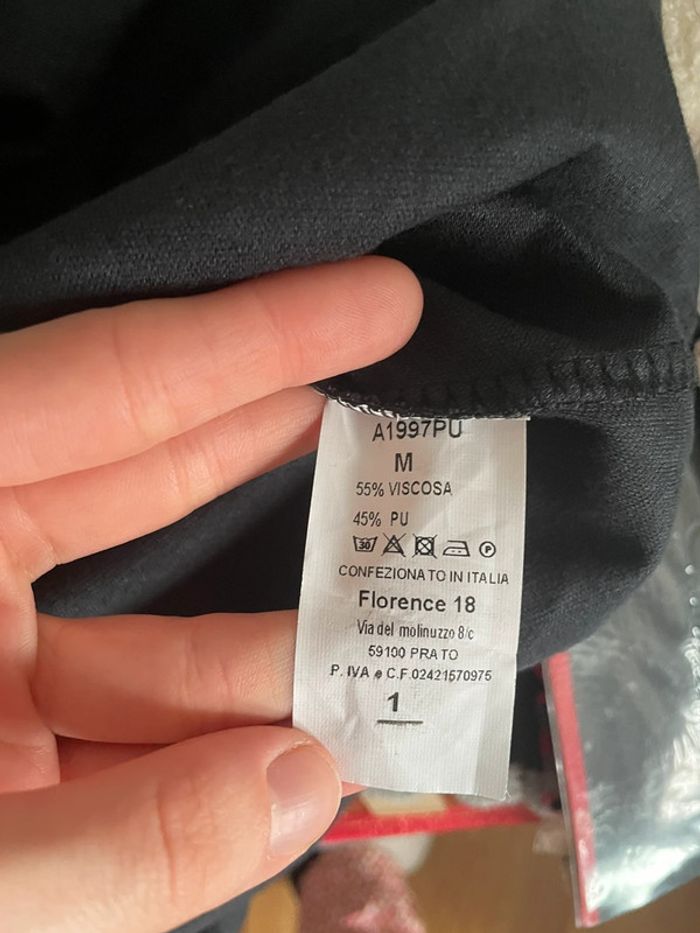 A1997PU
M
55% VISCOSA
45% PU
30 P
CONFEZIONATO IN ITALIA
Florence 18
Via del molinuzzo 8/c
59100 PRATO
P. IVA e C.F.02421570975
1